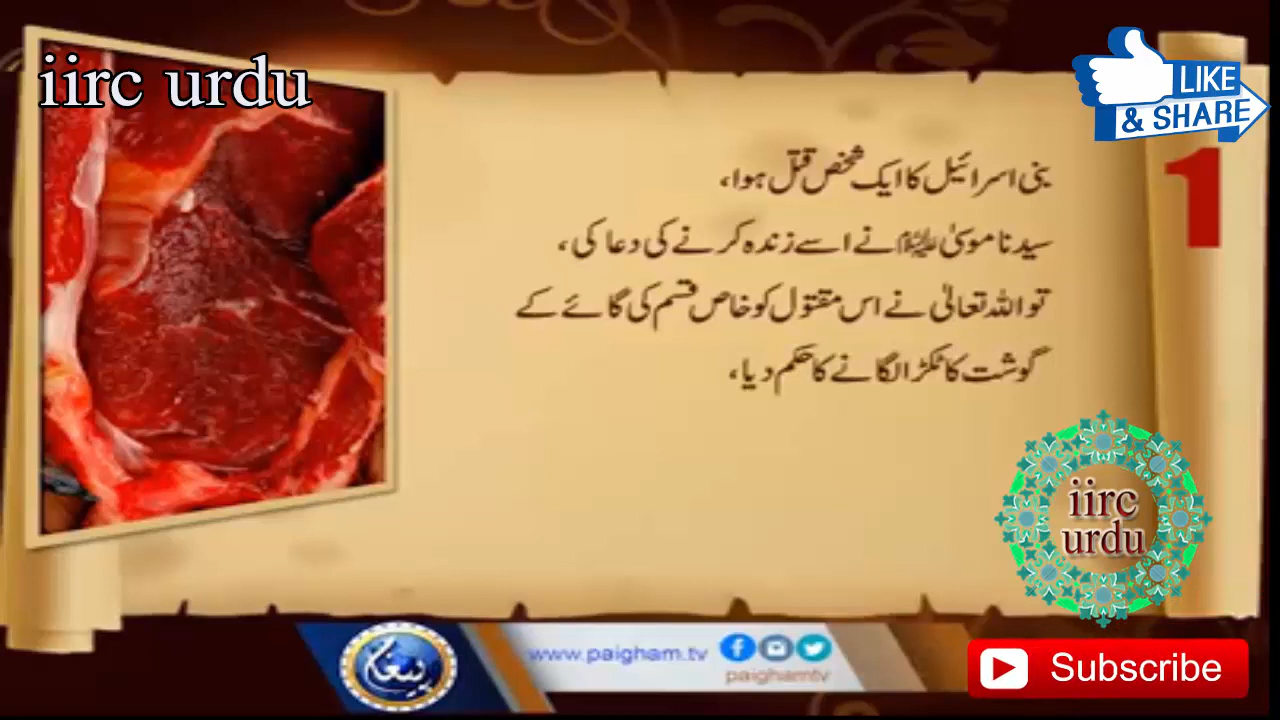 iirc urdu
LIKE
& SHARE
1
بنی اسرائیل کا ایک شخص قتل ہوا،
سیدنا موسیٰ علیہ السلام نے اسے زندہ کرنے کی دعا کی،
تو اللہ تعالیٰ نے اس مقتول کو خاص قسم کی گائے کے
گوشت کا ٹکڑا لگانے کا حکم دیا،
iirc
urdu
پیغام
www.paigham.tv
paighamtv
Subscribe